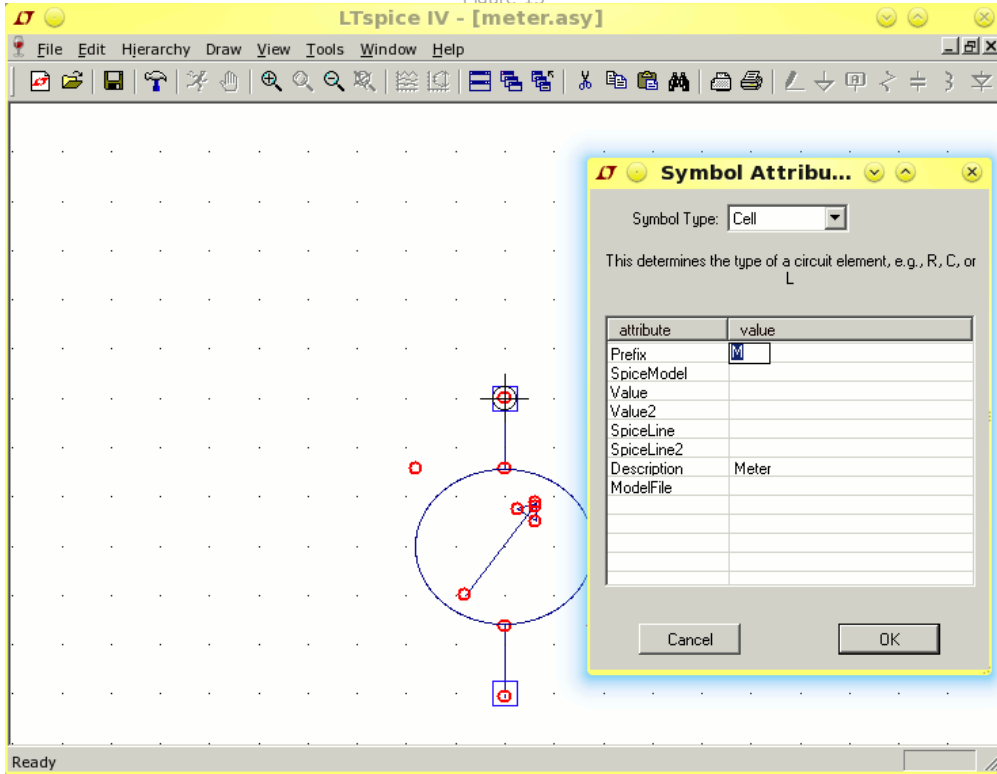 Figure 15
LTspice IV - [meter.asy]
File Edit Hierarchy Draw View Tools Window Help
Symbol Attribu...
Symbol Type: Cell
This determines the type of a circuit element, e.g., R, C, or
L
attribute value
Prefix M
SpiceModel
Value
Value2
SpiceLine
SpiceLine2
Description Meter
ModelFile
Cancel OK
Ready